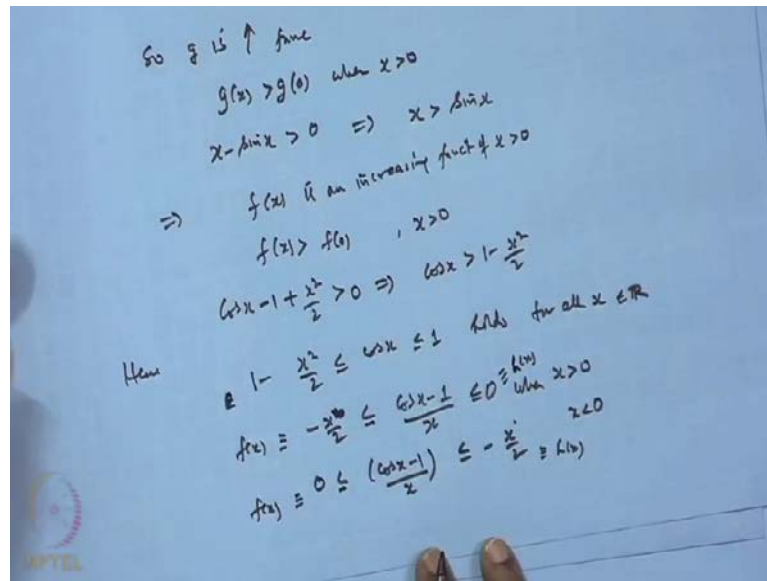 So g is ↑ func
g(x) > g(0) when x>0
x - sin x > 0 ⇒ x > sin x
⇒ f(x) is an increasing funct of x>0
f(x) > f(0) , x>0
cos x - 1 + x²/2 > 0 ⇒ cos x > 1 - x²/2
Hence 1 - x²/2 ≤ cos x ≤ 1 holds for all x ∈ ℝ
f(x) ≡ -x/2 ≤ (cos x - 1)/x ≤ 0 ≡ h(x) when x>0
f(x) ≡ 0 ≤ (cos x - 1)/x ≤ -x/2 ≡ h(x) x<0
NPTEL